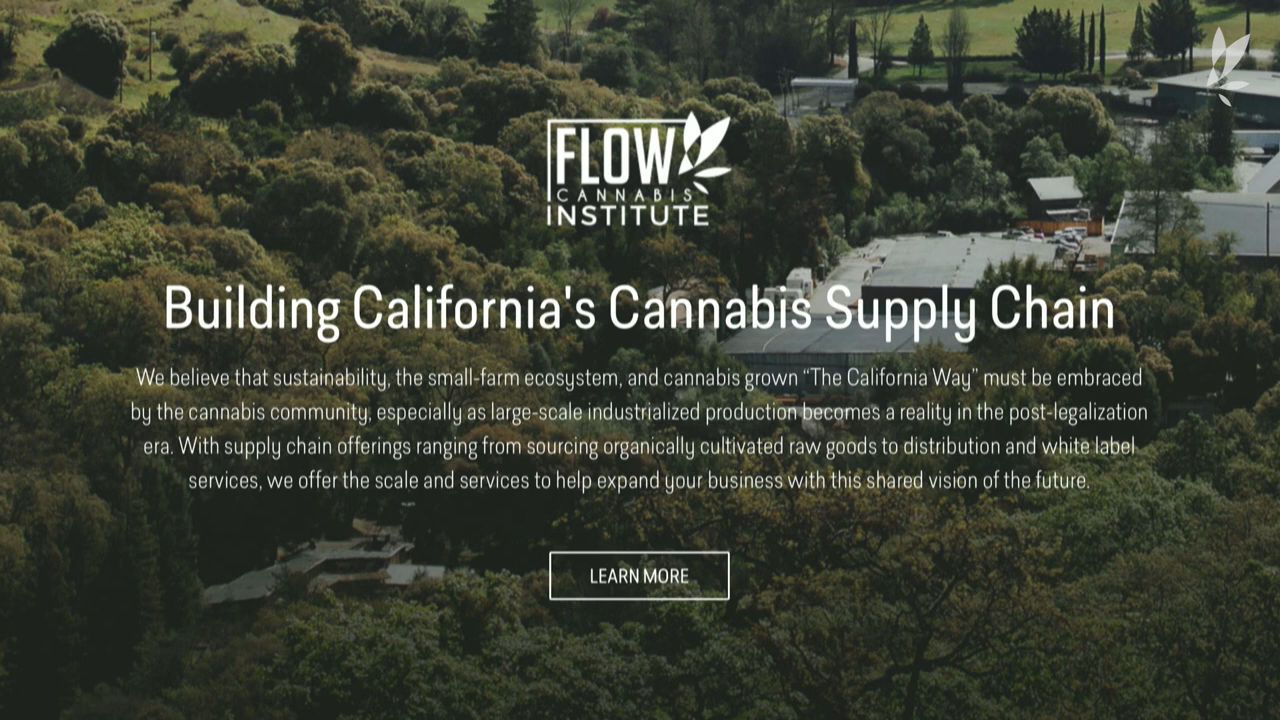 FLOW
CANNABIS
INSTITUTE
Building California's Cannabis Supply Chain
We believe that sustainability, the small-farm ecosystem, and cannabis grown “The California Way” must be embraced
by the cannabis community, especially as large-scale industrialized production becomes a reality in the post-legalization
era. With supply chain offerings ranging from sourcing organically cultivated raw goods to distribution and white label
services, we offer the scale and services to help expand your business with this shared vision of the future.
LEARN MORE